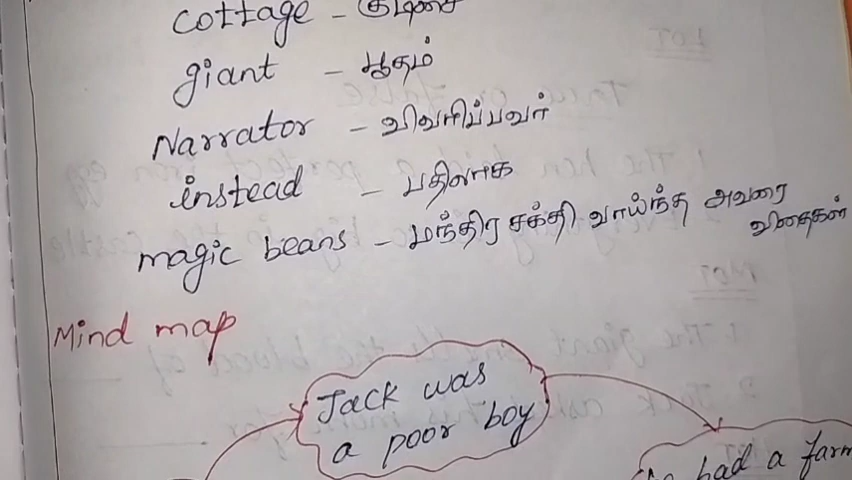 cottage - குடிசை
giant - பூதம்
Narrator - விவரிப்பவர்
instead - பதிலாக
magic beans - மந்திர சக்தி வாய்ந்த அவரை
விதைகள்
Mind map
Jack was
a poor boy
had a farm